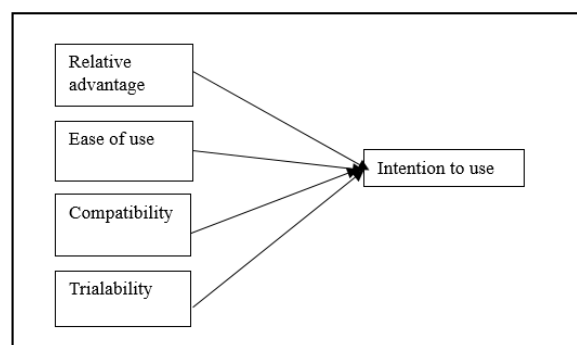 Relative
advantage
Ease of use
Intention to use
Compatibility
Trialability